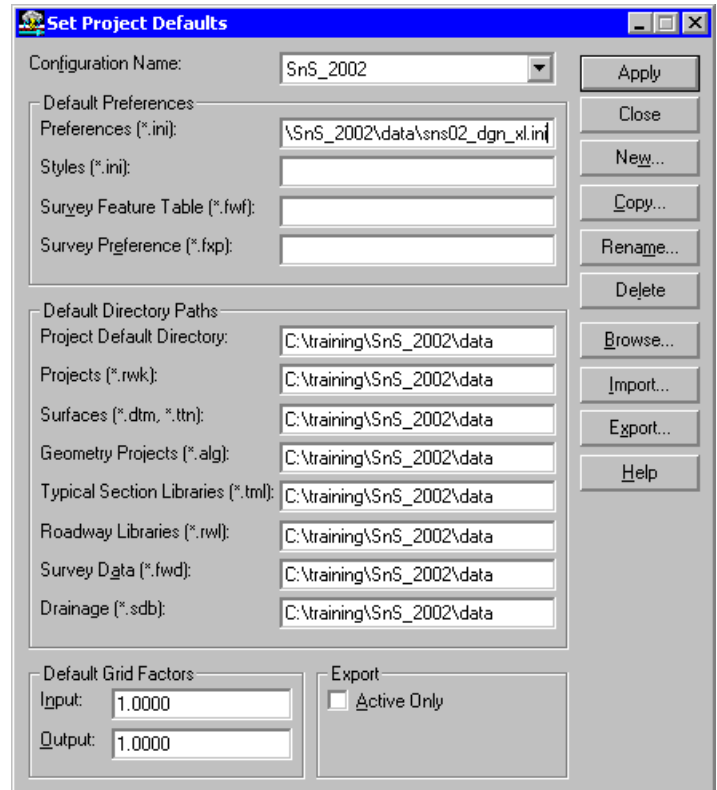 Set Project Defaults
Configuration Name: SnS_2002
Default Preferences
Preferences (*.ini): \SnS_2002\data\sns02_dgn_xl.ini
Styles (*.ini):
Survey Feature Table (*.fwf):
Survey Preference (*.fxp):
Default Directory Paths
Project Default Directory: C:\training\SnS_2002\data
Projects (*.rwk): C:\training\SnS_2002\data
Surfaces (*.dtm, *.ttn): C:\training\SnS_2002\data
Geometry Projects (*.alg): C:\training\SnS_2002\data
Typical Section Libraries (*.tml): C:\training\SnS_2002\data
Roadway Libraries (*.rwl): C:\training\SnS_2002\data
Survey Data (*.fwd): C:\training\SnS_2002\data
Drainage (*.sdb): C:\training\SnS_2002\data
Default Grid Factors
Input: 1.0000
Output: 1.0000
Export
Active Only
Apply
Close
New...
Copy...
Rename...
Delete
Browse...
Import...
Export...
Help